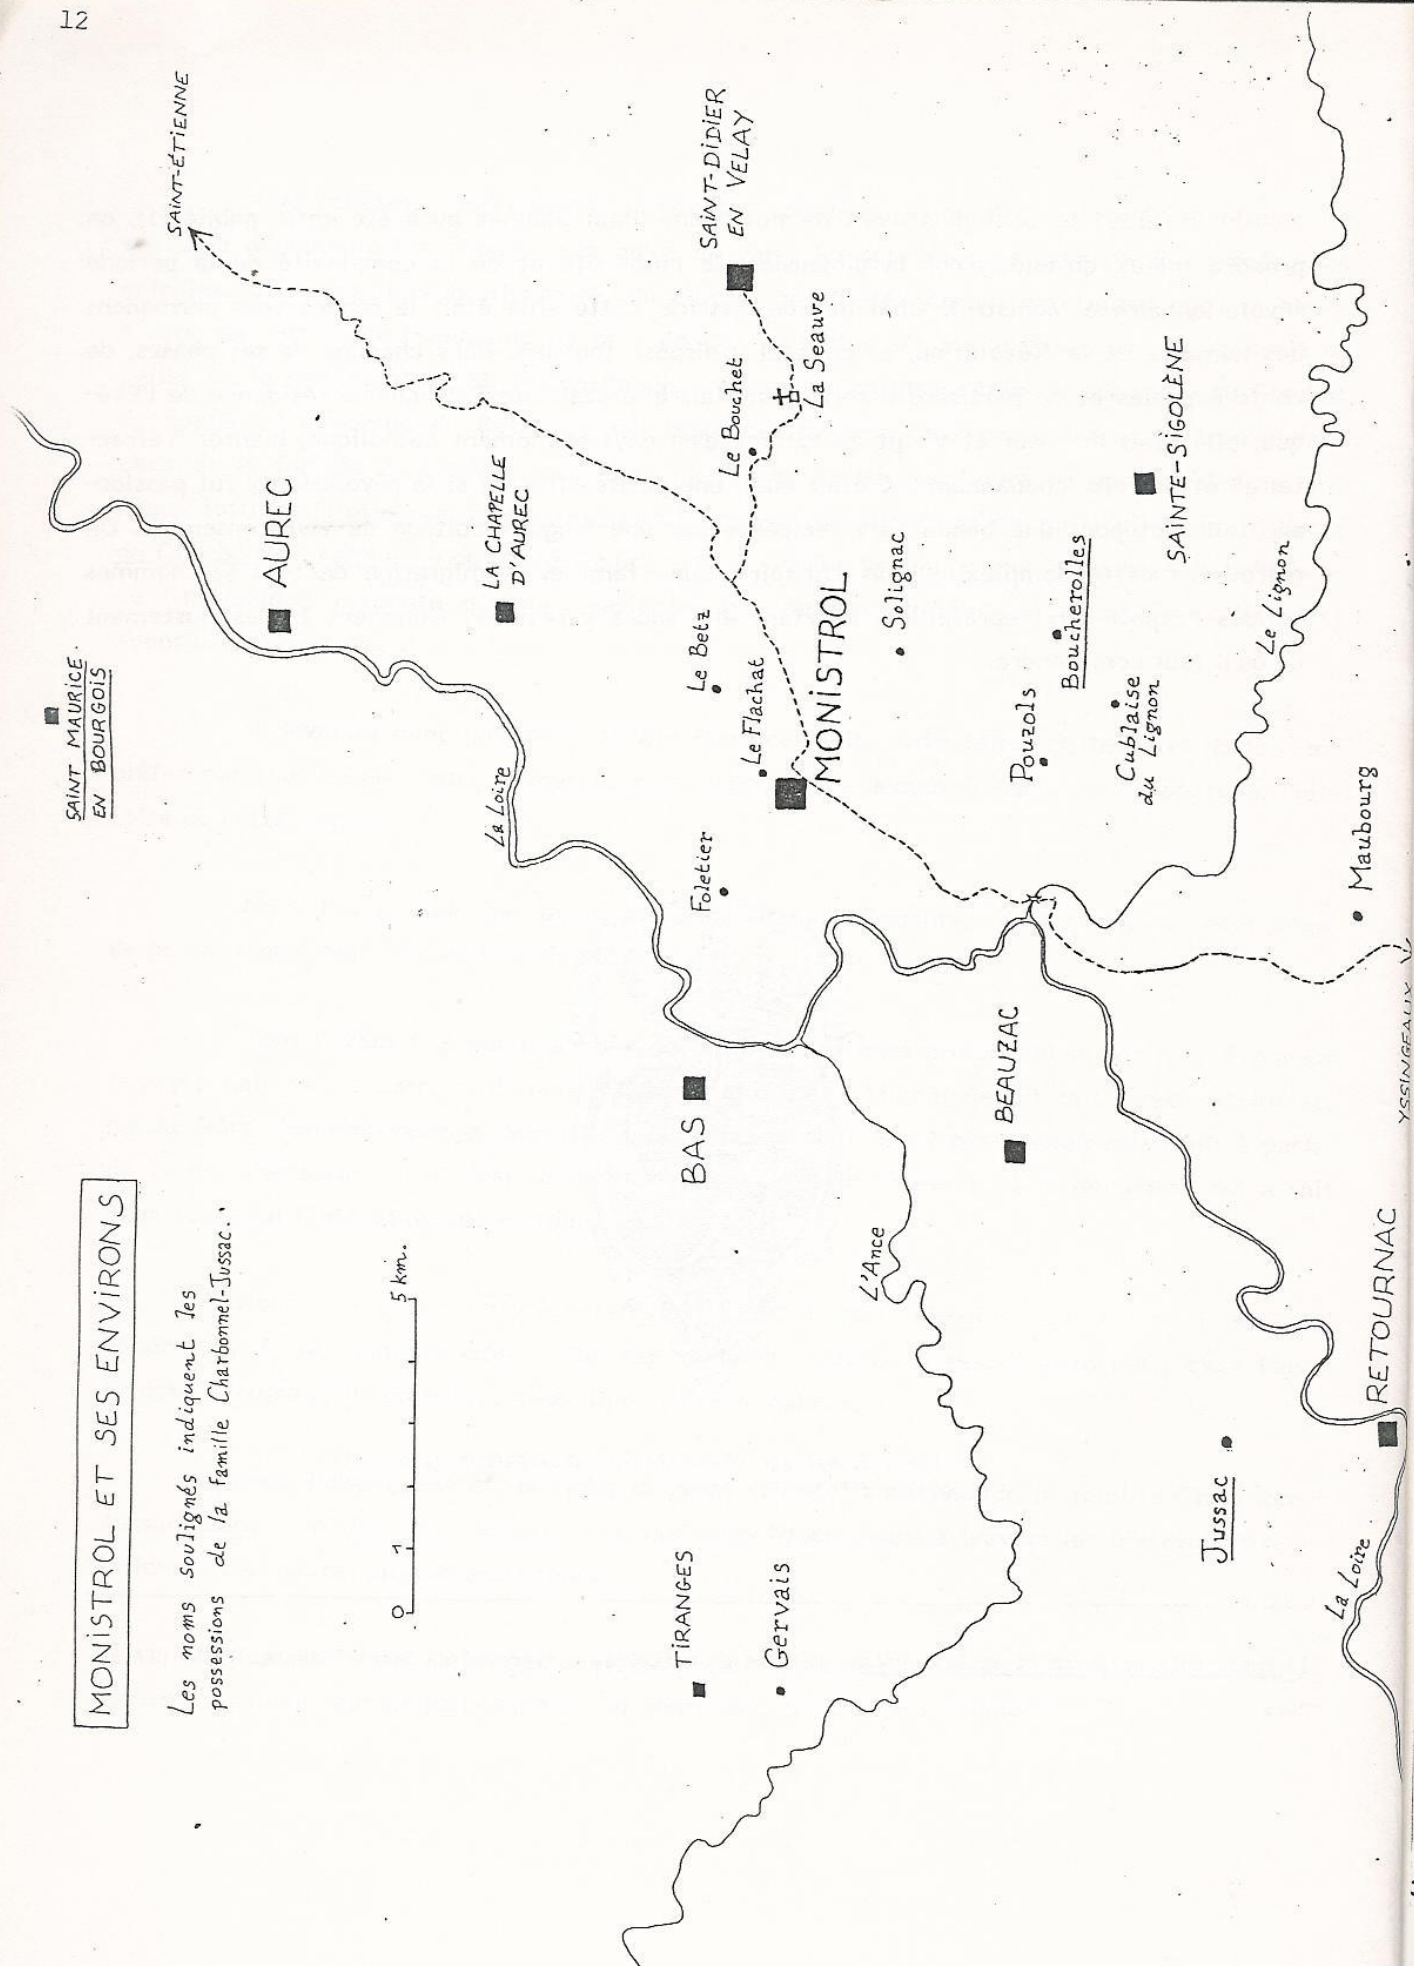 12
MONISTROL ET SES ENVIRONS
Les noms soulignés indiquent les
possessions de la famille Charbonnel-Jussac.
0 1 5 km.
SAINT MAURICE
EN BOURGOIS
AUREC
SAINT-ÉTIENNE
LA CHAPELLE
D'AUREC
La Loire
SAINT-DIDIER
EN VELAY
La Seauve
Le Bouchet
Le Betz
Le Flachat
MONISTROL
Foletier
Solignac
BAS
TIRANGES
Gervais
L'Ance
BEAUZAC
Pouzols
Boucherolles
Cublaise
du Lignon
SAINTE-SIGOLÈNE
Le Lignon
Maubourg
YSSINGEAUX
Jussac
RETOURNAC
La Loire